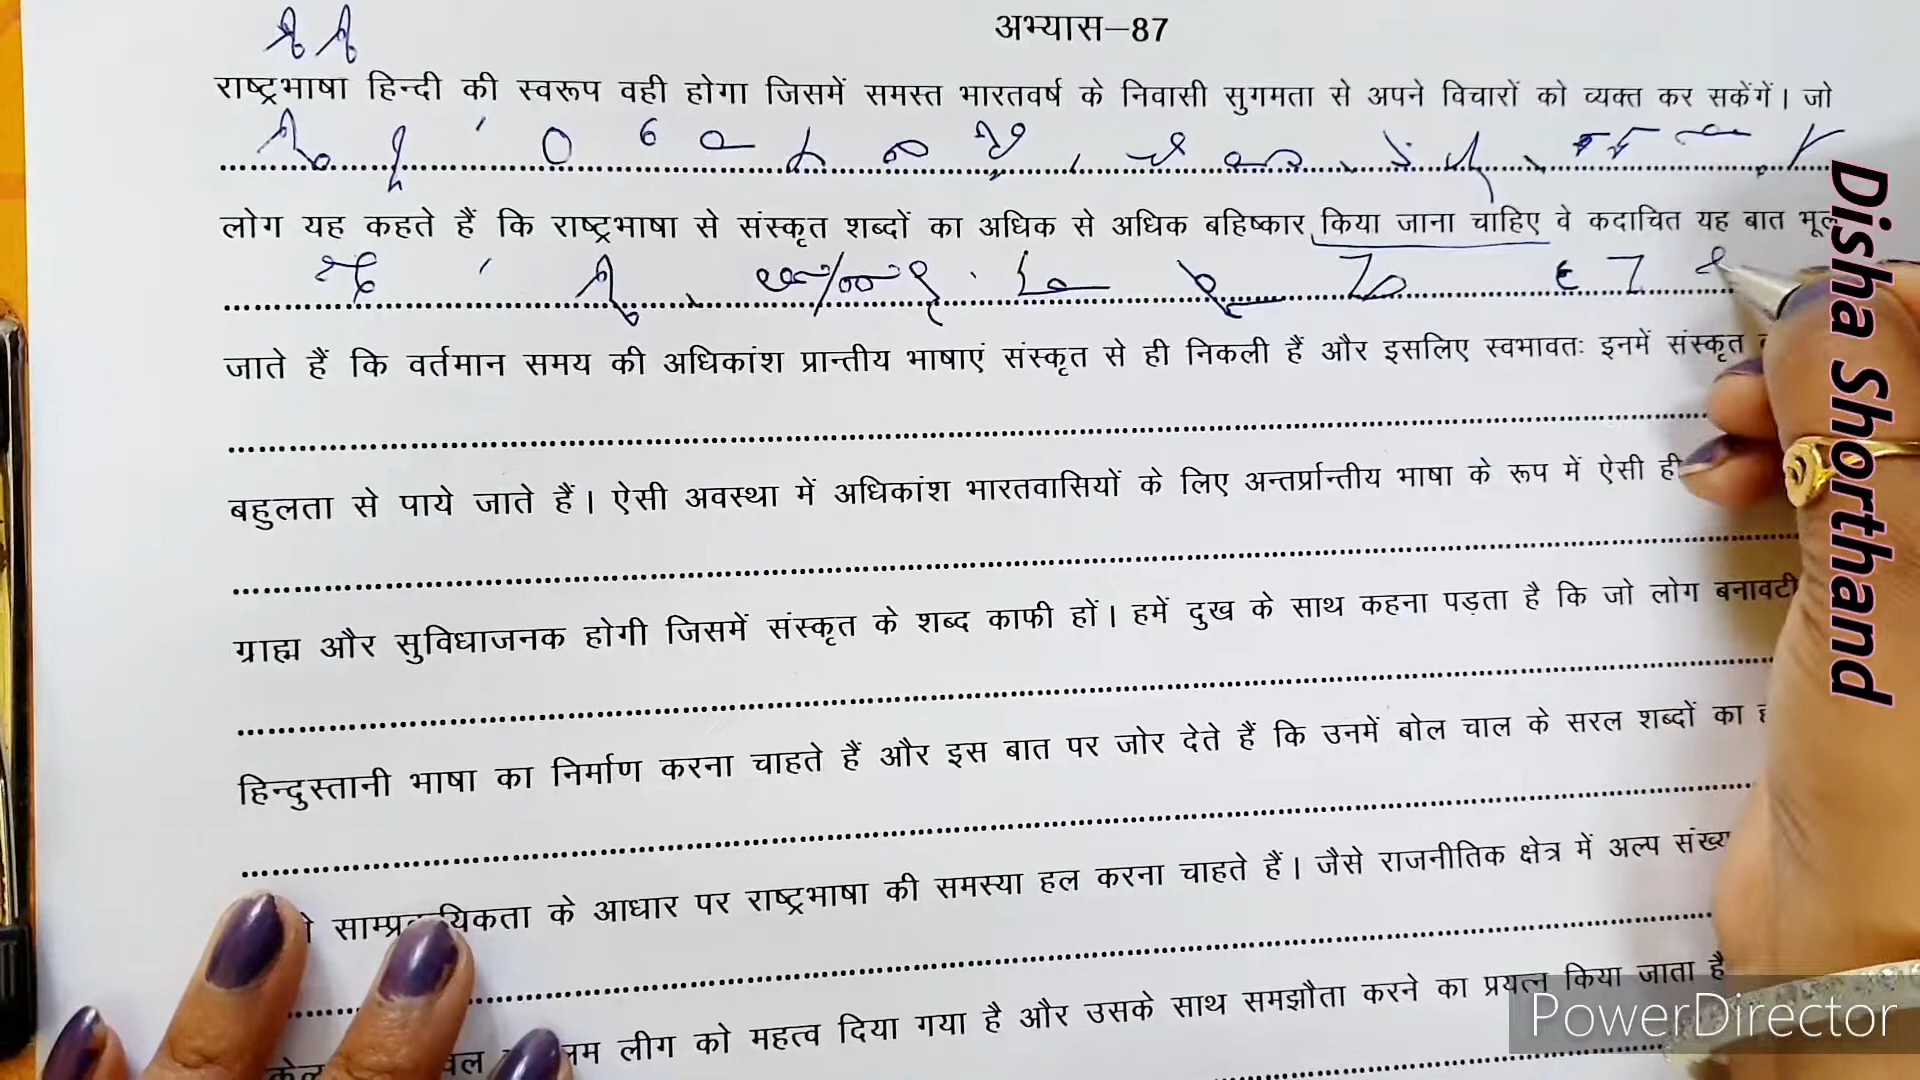 अभ्यास–87
राष्ट्रभाषा हिन्दी की स्वरूप वही होगा जिसमें समस्त भारतवर्ष के निवासी सुगमता से अपने विचारों को व्यक्त कर सकेंगें। जो
लोग यह कहते हैं कि राष्ट्रभाषा से संस्कृत शब्दों का अधिक से अधिक बहिष्कार किया जाना चाहिए वे कदाचित यह बात भूल
जाते हैं कि वर्तमान समय की अधिकांश प्रान्तीय भाषाएं संस्कृत से ही निकली हैं और इसलिए स्वभावतः इनमें संस्कृत
बहुलता से पाये जाते हैं। ऐसी अवस्था में अधिकांश भारतवासियों के लिए अन्तर्प्रान्तीय भाषा के रूप में ऐसी ही
ग्राह्म और सुविधाजनक होगी जिसमें संस्कृत के शब्द काफी हों। हमें दुख के साथ कहना पड़ता है कि जो लोग बनावटी
हिन्दुस्तानी भाषा का निर्माण करना चाहते हैं और इस बात पर जोर देते हैं कि उनमें बोल चाल के सरल शब्दों का
के आधार पर राष्ट्रभाषा की समस्या हल करना चाहते हैं। जैसे राजनीतिक क्षेत्र में अल्प
लीग को महत्व दिया गया है और उसके साथ समझौता करने का प्रयत्न किया जाता है
Disha Shorthand
PowerDirector